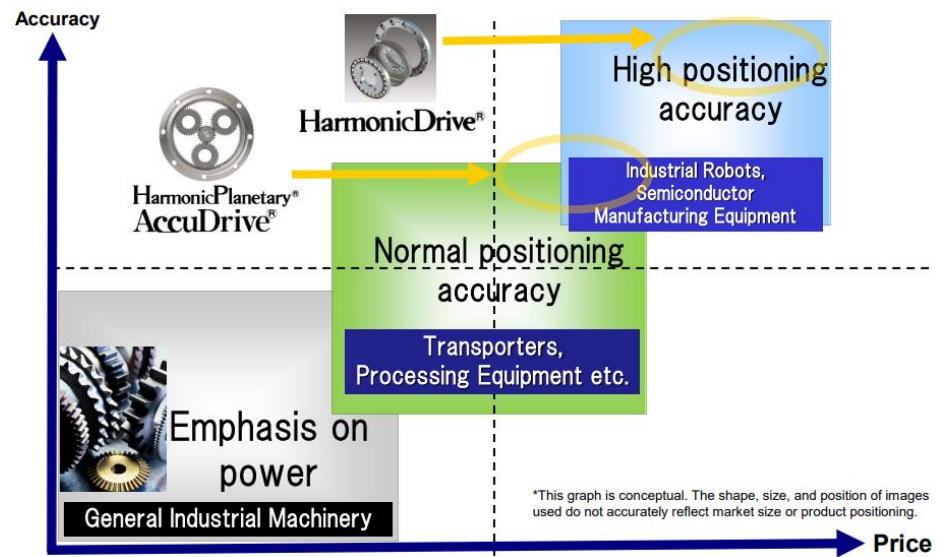 Accuracy
HarmonicDrive®
High positioning
accuracy
HarmonicPlanetary®
AccuDrive®
Industrial Robots,
Semiconductor
Manufacturing Equipment
Normal positioning
accuracy
Transporters,
Processing Equipment etc.
Emphasis on
power
General Industrial Machinery
*This graph is conceptual. The shape, size, and position of images
used do not accurately reflect market size or product positioning.
Price